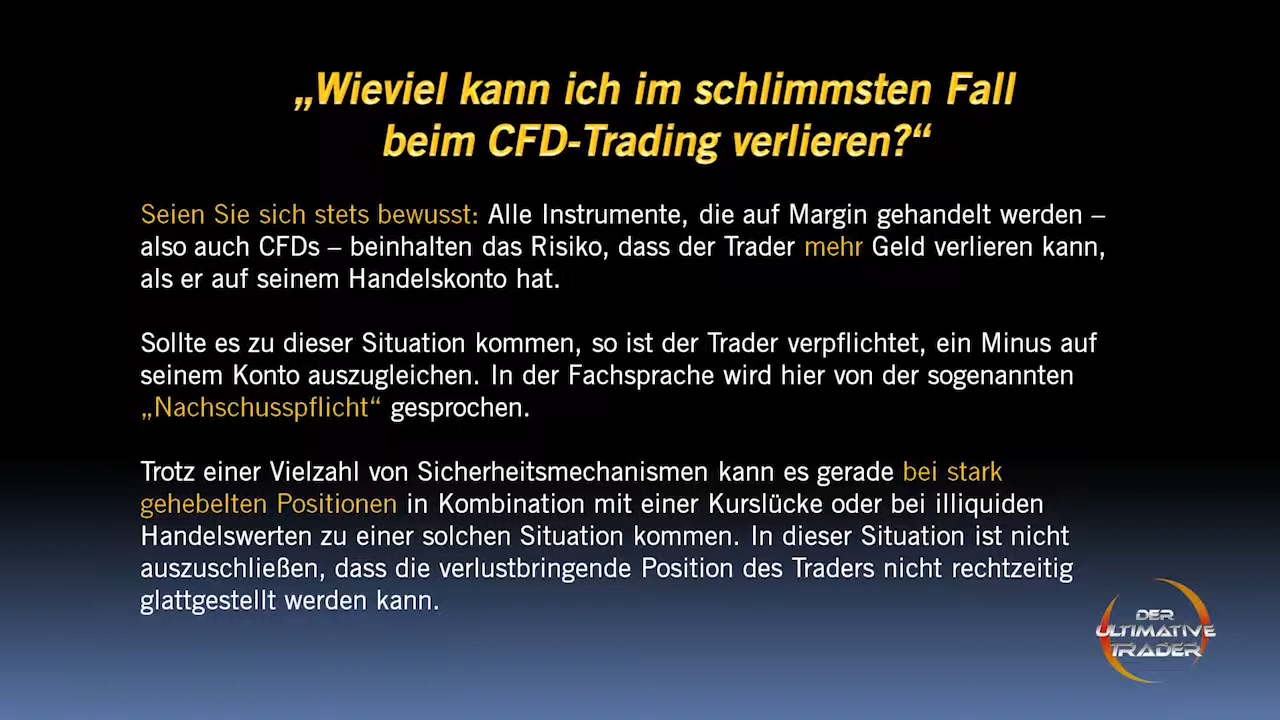 „Wieviel kann ich im schlimmsten Fall
beim CFD-Trading verlieren?“
Seien Sie sich stets bewusst: Alle Instrumente, die auf Margin gehandelt werden –
also auch CFDs – beinhalten das Risiko, dass der Trader mehr Geld verlieren kann,
als er auf seinem Handelskonto hat.
Sollte es zu dieser Situation kommen, so ist der Trader verpflichtet, ein Minus auf
seinem Konto auszugleichen. In der Fachsprache wird hier von der sogenannten
„Nachschusspflicht“ gesprochen.
Trotz einer Vielzahl von Sicherheitsmechanismen kann es gerade bei stark
gehebelten Positionen in Kombination mit einer Kurslücke oder bei illiquiden
Handelswerten zu einer solchen Situation kommen. In dieser Situation ist nicht
auszuschließen, dass die verlustbringende Position des Traders nicht rechtzeitig
glattgestellt werden kann.
DER
ULTIMATIVE
TRADER